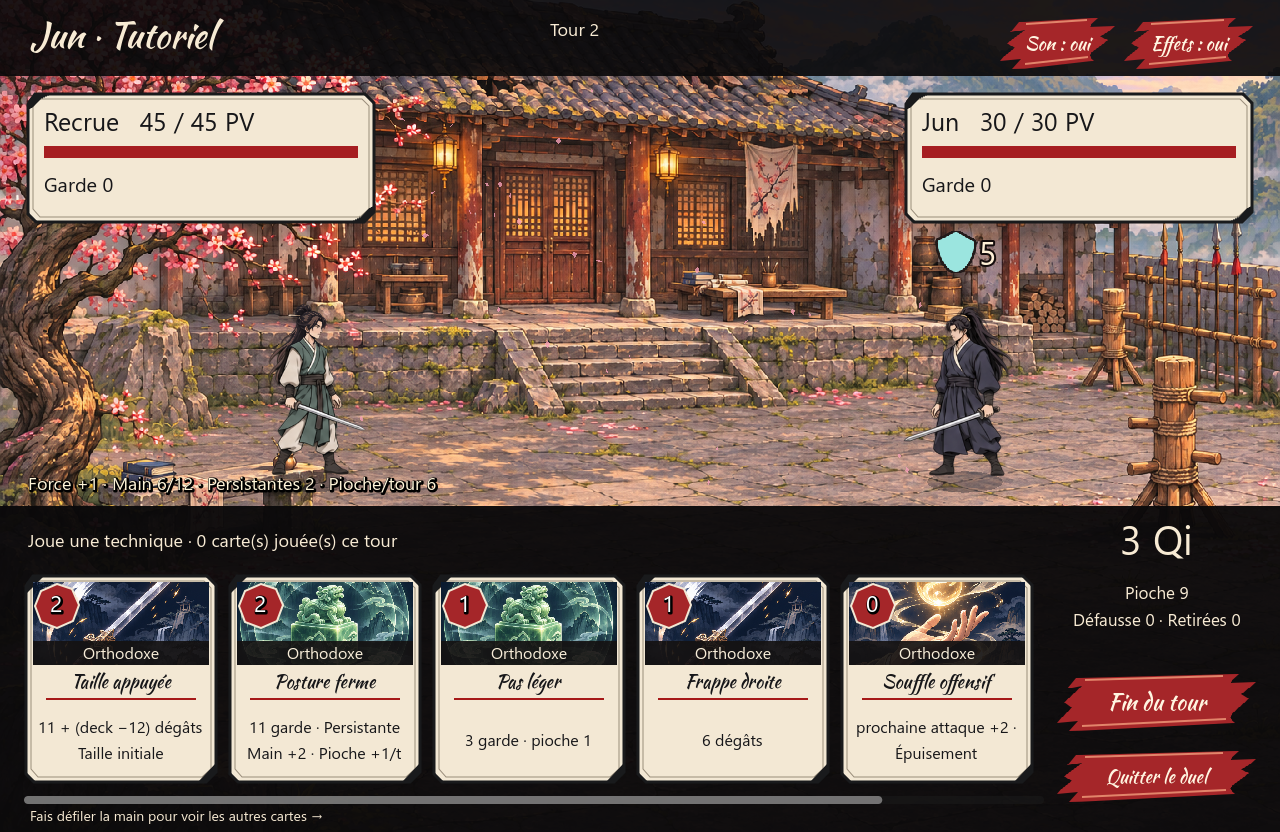 Jun · Tutoriel
Tour 2
Son : oui
Effets : oui
Recrue 45 / 45 PV
Garde 0
Jun 30 / 30 PV
Garde 0
5
Force +1 · Main 6/12 · Persistantes 2 · Pioche/tour 6
Joue une technique · 0 carte(s) jouée(s) ce tour
3 Qi
Pioche 9
Défausse 0 · Retirées 0
2
Orthodoxe
Taille appuyée
11 + (deck −12) dégâts
Taille initiale
2
Orthodoxe
Posture ferme
11 garde · Persistante
Main +2 · Pioche +1/t
1
Orthodoxe
Pas léger
3 garde · pioche 1
1
Orthodoxe
Frappe droite
6 dégâts
0
Orthodoxe
Souffle offensif
prochaine attaque +2 ·
Épuisement
Fin du tour
Quitter le duel
Fais défiler la main pour voir les autres cartes →